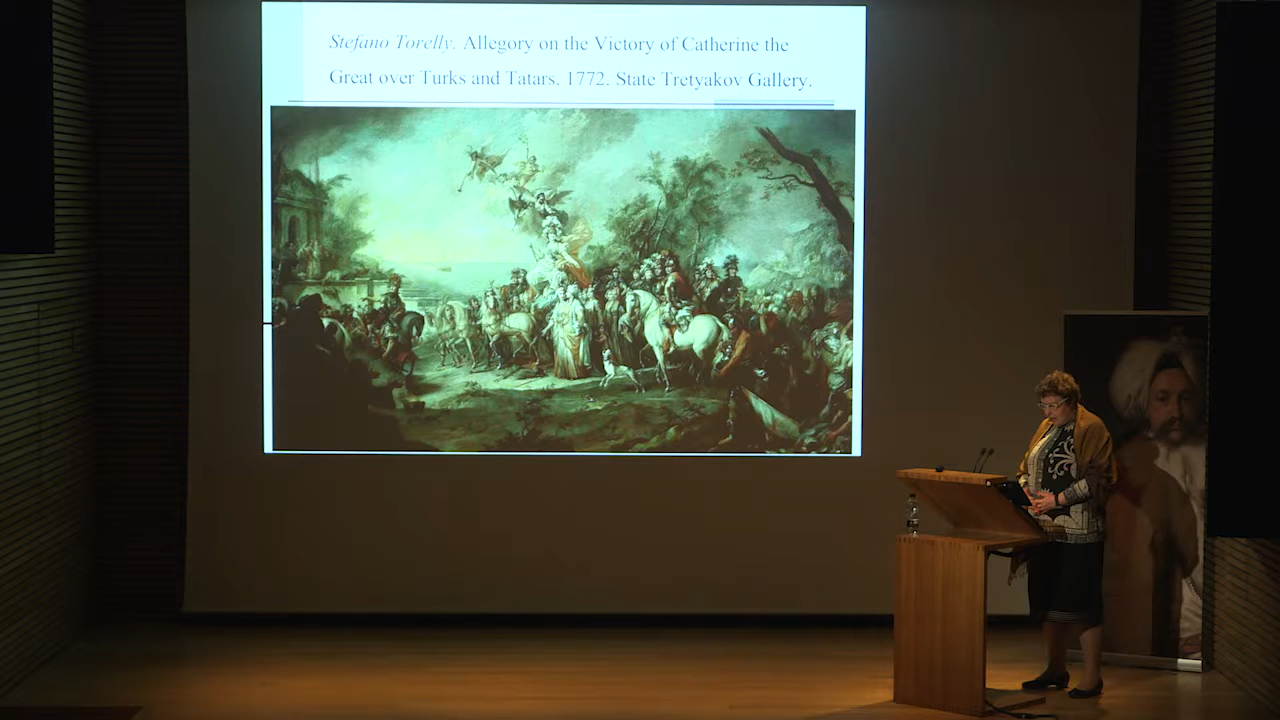 Stefano Torelly. Allegory on the Victory of Catherine the
Great over Turks and Tatars. 1772. State Tretyakov Gallery.